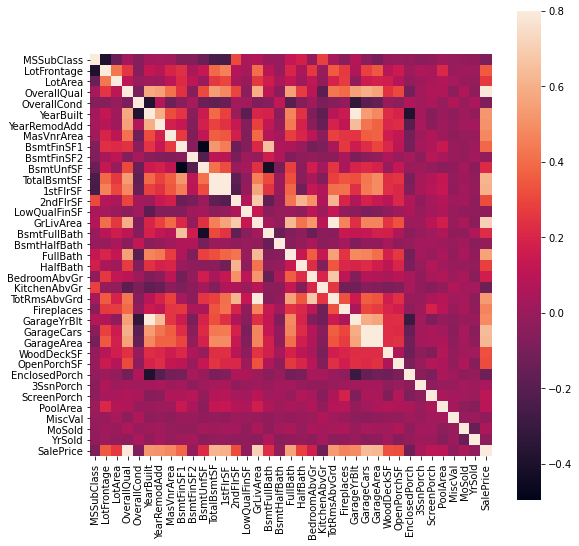 MSSubClass
LotFrontage
LotArea
OverallQual
OverallCond
YearBuilt
YearRemodAdd
MasVnrArea
BsmtFinSF1
BsmtFinSF2
BsmtUnfSF
TotalBsmtSF
1stFlrSF
2ndFlrSF
LowQualFinSF
GrLivArea
BsmtFullBath
BsmtHalfBath
FullBath
HalfBath
BedroomAbvGr
KitchenAbvGr
TotRmsAbvGrd
Fireplaces
GarageYrBlt
GarageCars
GarageArea
WoodDeckSF
OpenPorchSF
EnclosedPorch
3SsnPorch
ScreenPorch
PoolArea
MiscVal
MoSold
YrSold
SalePrice
MSSubClass
LotFrontage
LotArea
OverallQual
OverallCond
YearBuilt
YearRemodAdd
MasVnrArea
BsmtFinSF1
BsmtFinSF2
BsmtUnfSF
TotalBsmtSF
1stFlrSF
2ndFlrSF
LowQualFinSF
GrLivArea
BsmtFullBath
BsmtHalfBath
FullBath
HalfBath
BedroomAbvGr
KitchenAbvGr
TotRmsAbvGrd
Fireplaces
GarageYrBlt
GarageCars
GarageArea
WoodDeckSF
OpenPorchSF
EnclosedPorch
3SsnPorch
ScreenPorch
PoolArea
MiscVal
MoSold
YrSold
SalePrice
0.8
0.6
0.4
0.2
0.0
−0.2
−0.4